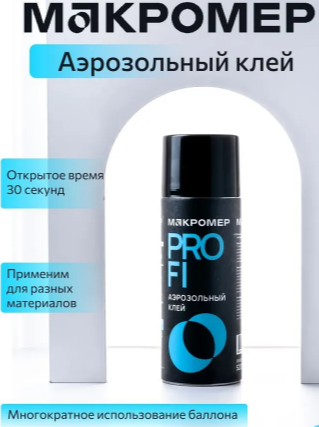 МАКРОМЕР
Аэрозольный клей
Открытое время
30 секунд
МАКРОМЕР
PRO
FI
АЭРОЗОЛЬНЫЙ
КЛЕЙ
Применим
для разных
материалов
Многократное использование баллона